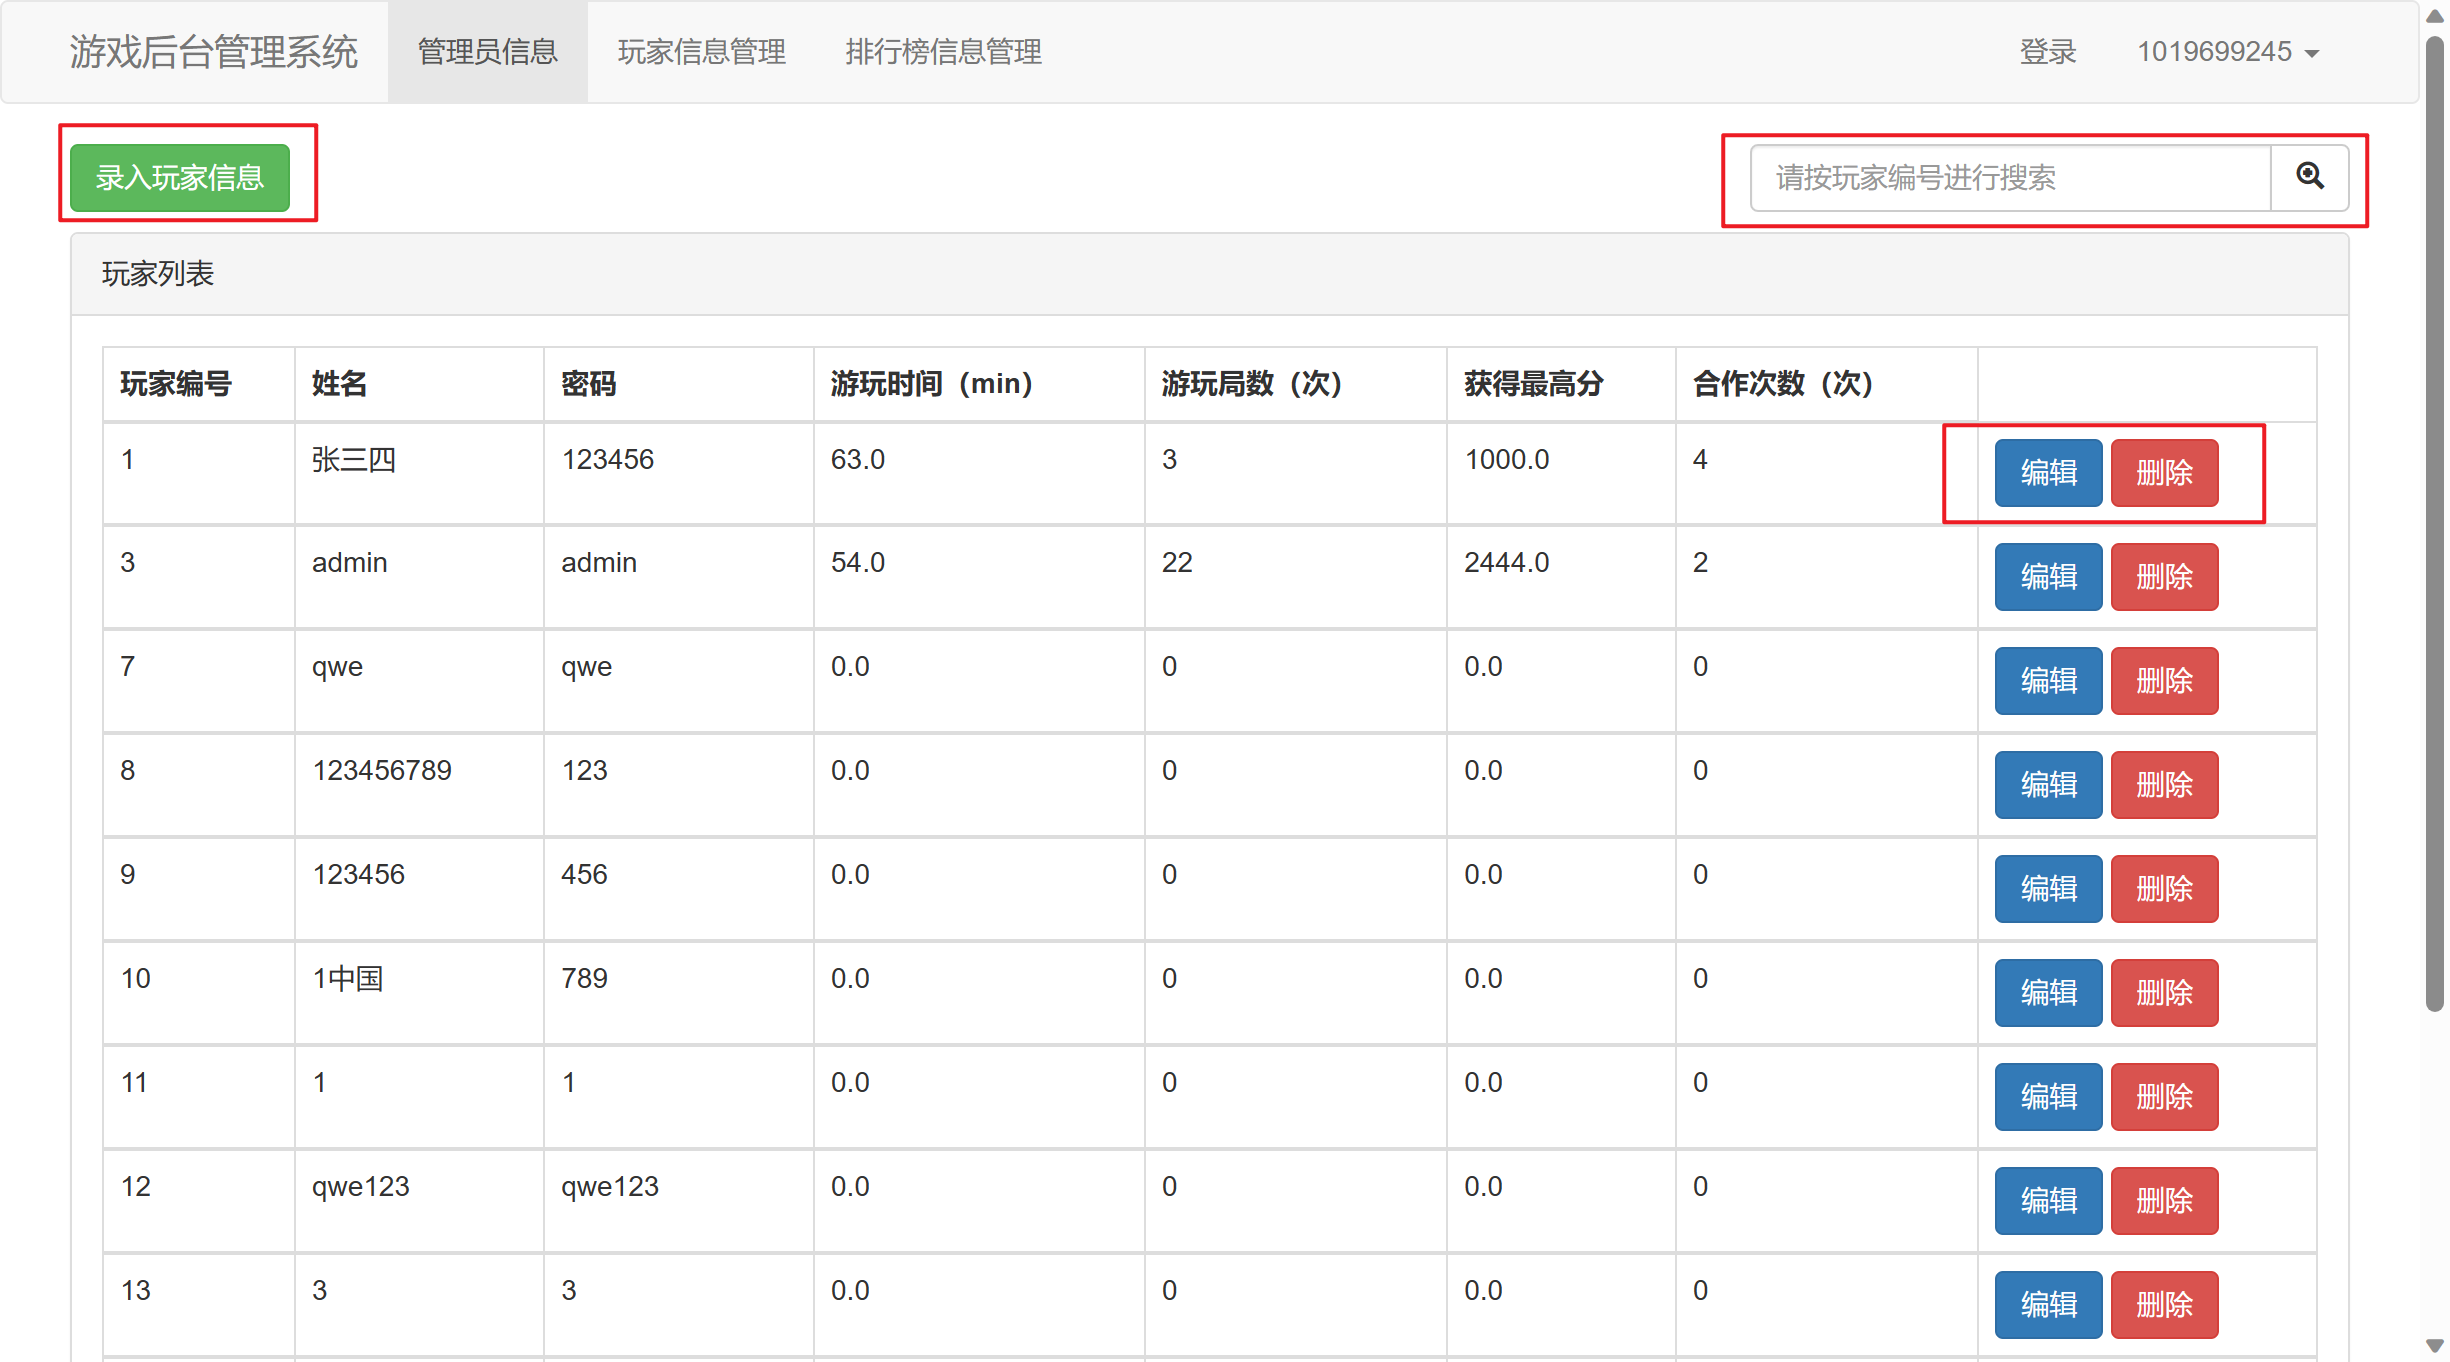 游戏后台管理系统 管理员信息 玩家信息管理 排行榜信息管理 登录 1019699245
录入玩家信息 请按玩家编号进行搜索
玩家列表
玩家编号 姓名 密码 游玩时间（min） 游玩局数（次） 获得最高分 合作次数（次）
1 张三四 123456 63.0 3 1000.0 4 编辑 删除
3 admin admin 54.0 22 2444.0 2 编辑 删除
7 qwe qwe 0.0 0 0.0 0 编辑 删除
8 123456789 123 0.0 0 0.0 0 编辑 删除
9 123456 456 0.0 0 0.0 0 编辑 删除
10 1中国 789 0.0 0 0.0 0 编辑 删除
11 1 1 0.0 0 0.0 0 编辑 删除
12 qwe123 qwe123 0.0 0 0.0 0 编辑 删除
13 3 3 0.0 0 0.0 0 编辑 删除